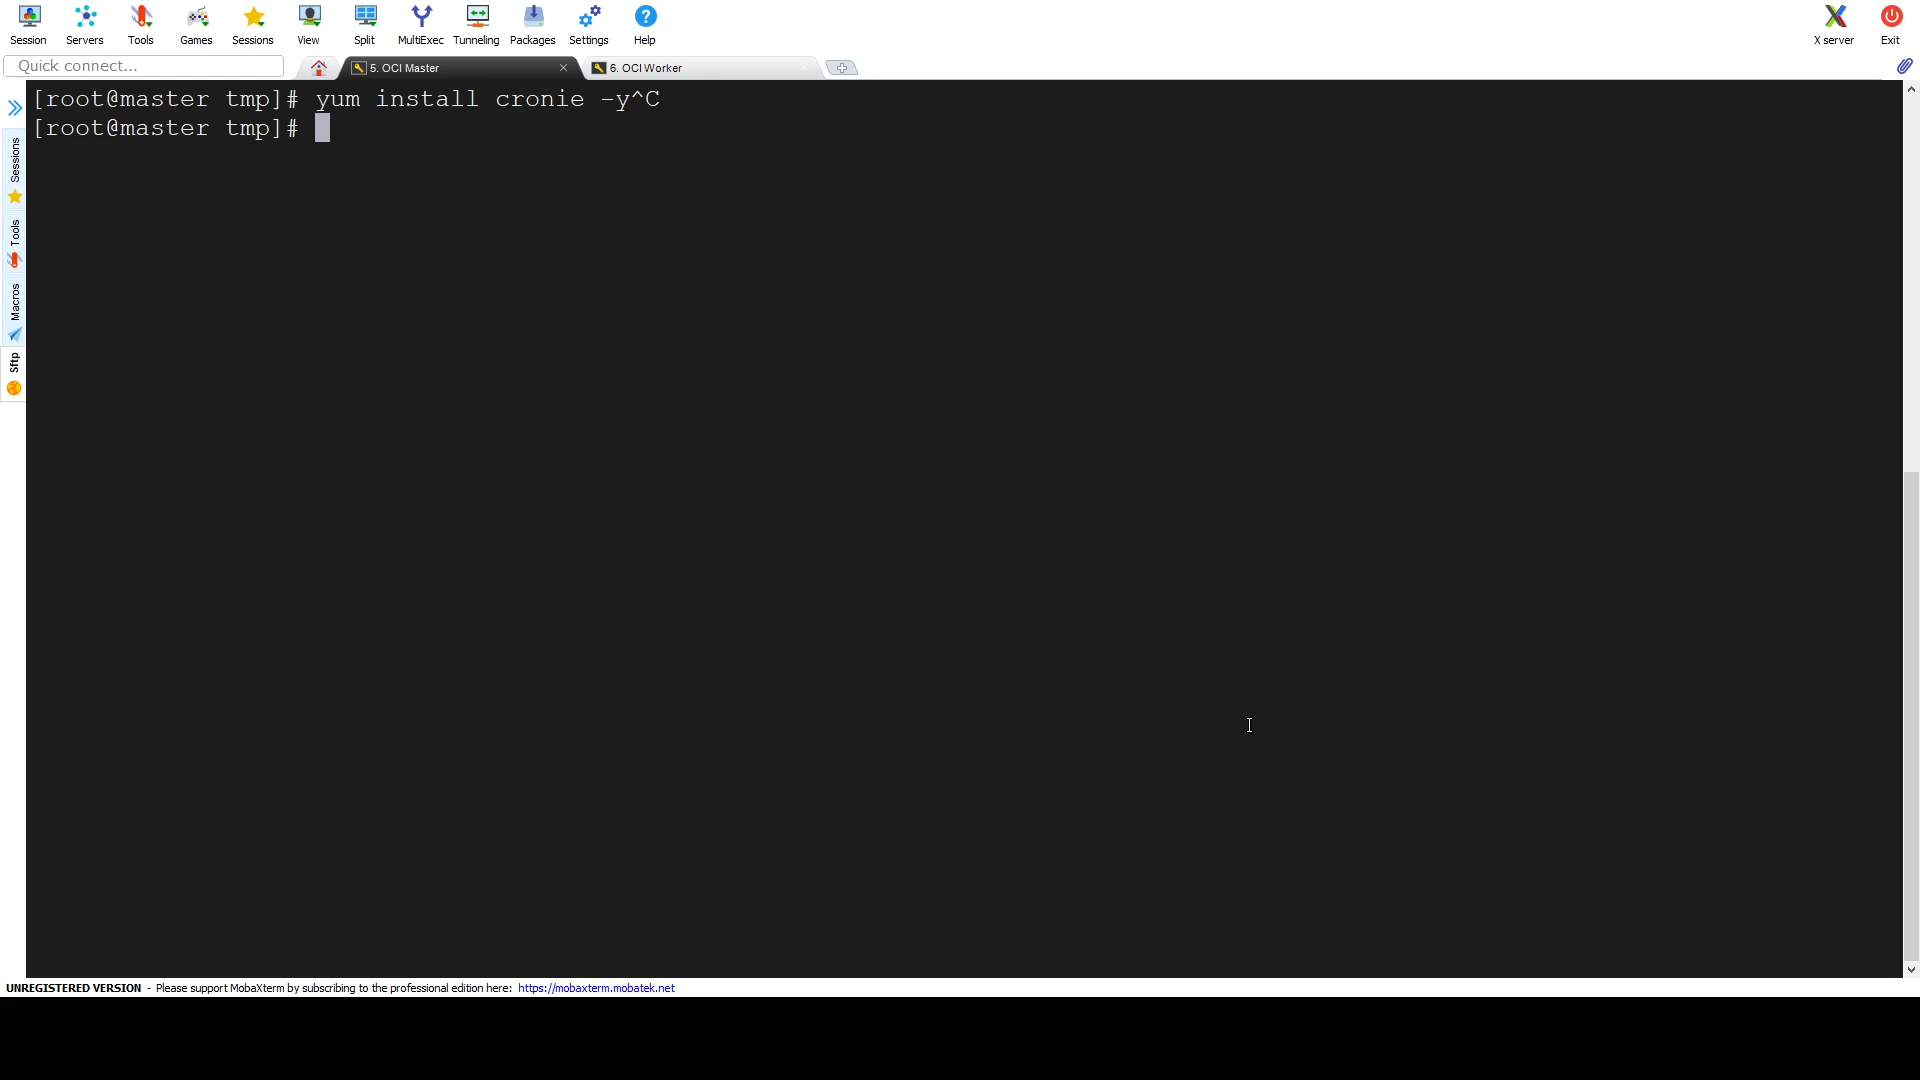 Session Servers Tools Games Sessions View Split MultiExec Tunneling Packages Settings Help X server Exit
Quick connect... 5. OCI Master 6. OCI Worker
[root@master tmp]# yum install cronie -y^C
[root@master tmp]#
Sessions
Tools
Macros
Sftp
UNREGISTERED VERSION - Please support MobaXterm by subscribing to the professional edition here: https://mobaxterm.mobatek.net